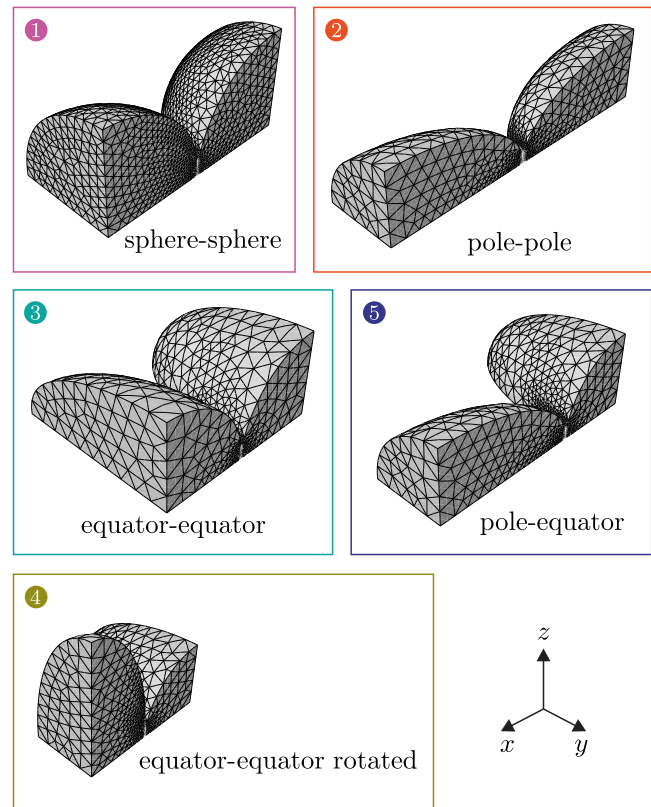 1
sphere-sphere
2
pole-pole
3
equator-equator
5
pole-equator
4
equator-equator rotated
z
x
y